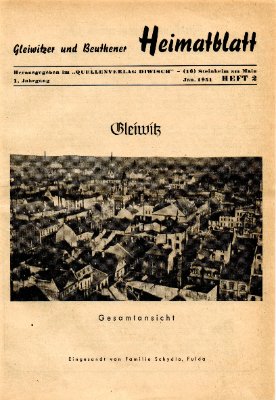 Gleiwitzer und Beuthener Heimatblatt
Herausgegeben im „QUELLENVERLAG DIWISCH" – (16) Steinheim am Main
1. Jahrgang Jan. 1951 HEFT 2
Gleiwitz
Gesamtansicht
Eingesandt von Familie Schydlo, Fulda